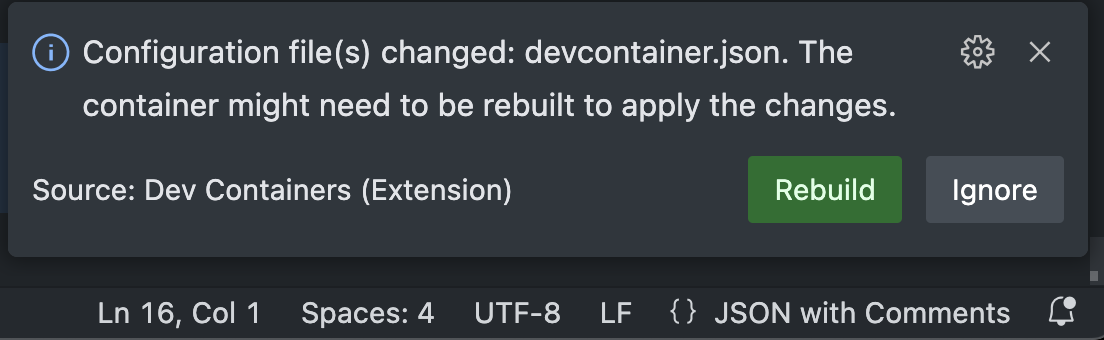 Configuration file(s) changed: devcontainer.json. The
container might need to be rebuilt to apply the changes.
Source: Dev Containers (Extension)
Rebuild
Ignore
Ln 16, Col 1
Spaces: 4
UTF-8
LF
{} JSON with Comments